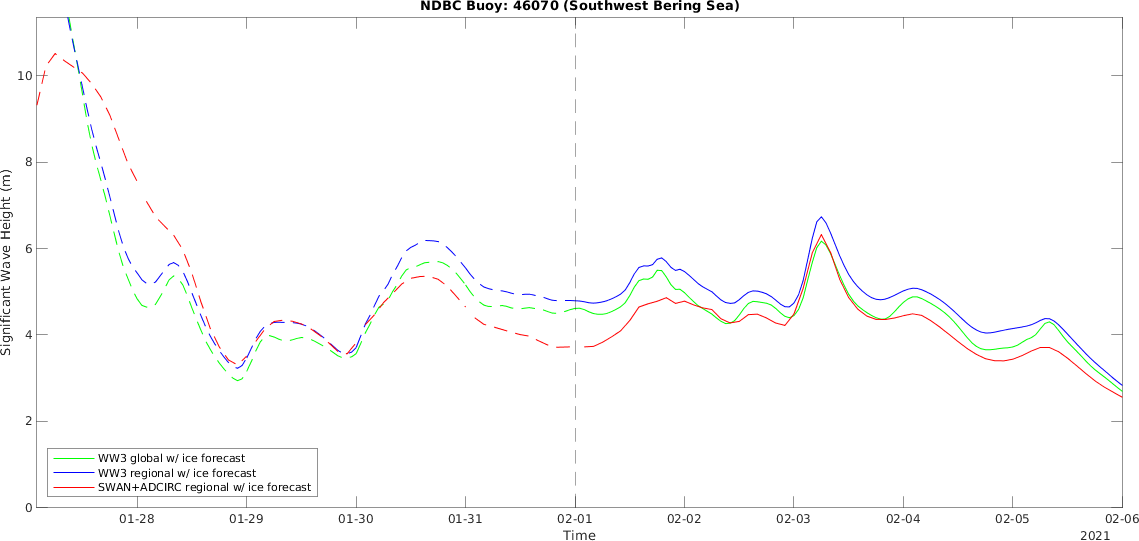 NDBC Buoy: 46070 (Southwest Bering Sea)
Significant Wave Height (m)
10
8
6
4
2
0
WW3 global w/ ice forecast
WW3 regional w/ ice forecast
SWAN+ADCIRC regional w/ ice forecast
01-28 01-29 01-30 01-31 02-01 02-02 02-03 02-04 02-05 02-06
Time
2021